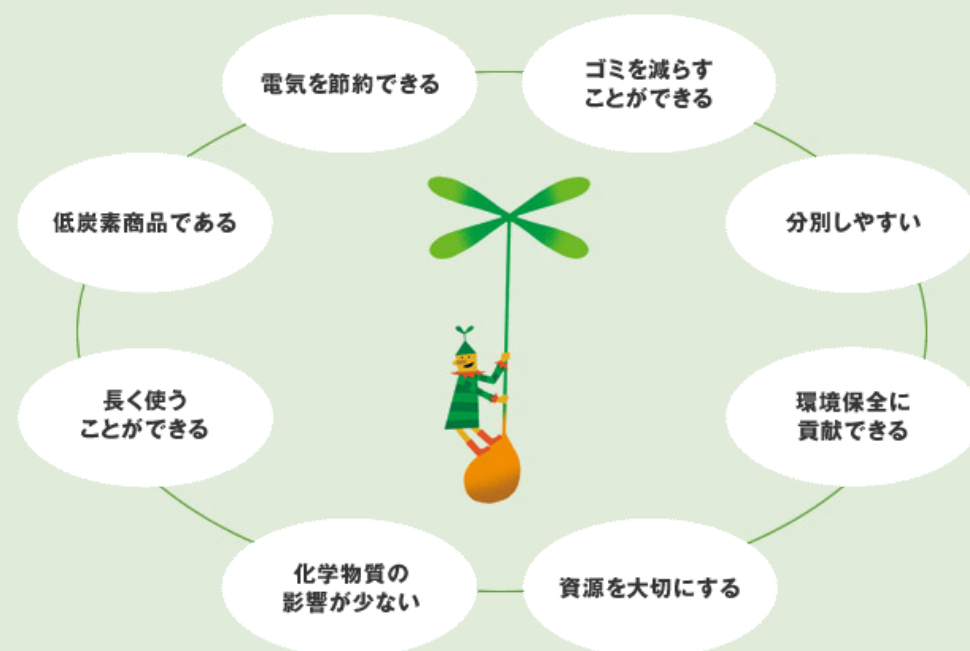 電気を節約できる
ゴミを減らす
ことができる
低炭素商品である
分別しやすい
長く使う
ことができる
環境保全に
貢献できる
化学物質の
影響が少ない
資源を大切にする